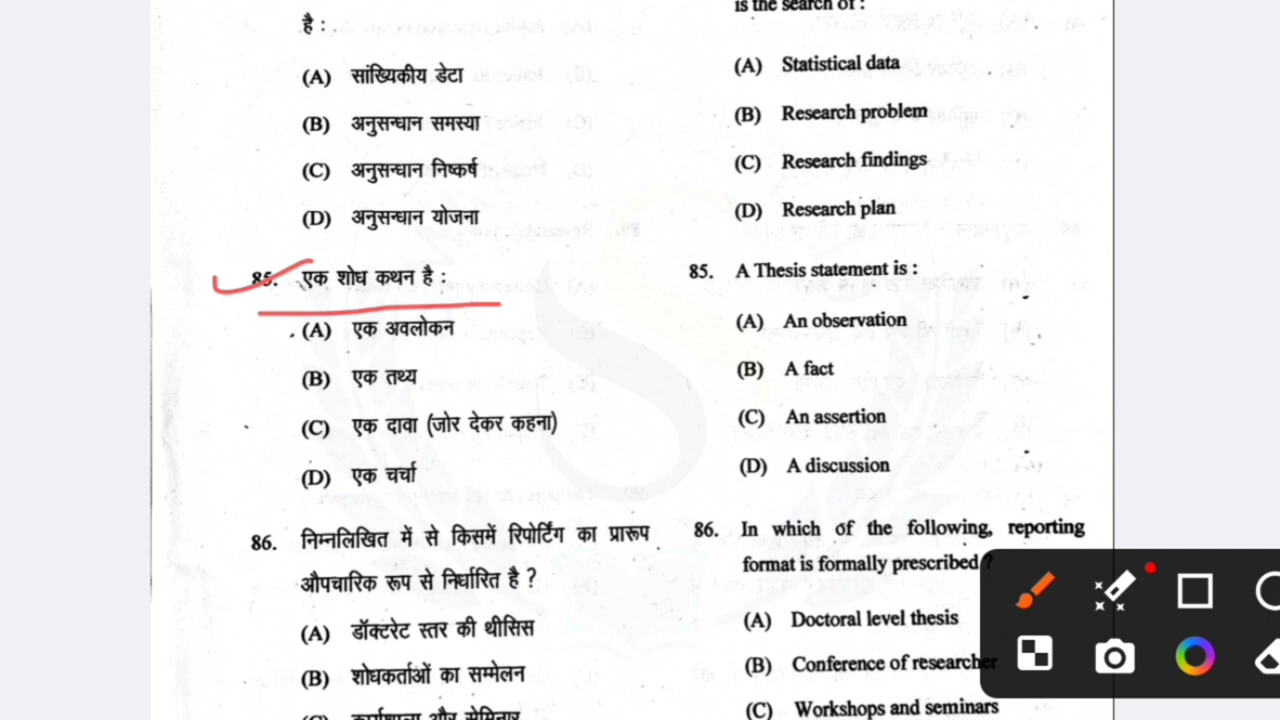 है :
(A) सांख्यिकीय डेटा
(B) अनुसन्धान समस्या
(C) अनुसन्धान निष्कर्ष
(D) अनुसन्धान योजना
85. एक शोध कथन है :
(A) एक अवलोकन
(B) एक तथ्य
(C) एक दावा (जोर देकर कहना)
(D) एक चर्चा
86. निम्नलिखित में से किसमें रिपोर्टिंग का प्रारूप
औपचारिक रूप से निर्धारित है ?
(A) डॉक्टरेट स्तर की थीसिस
(B) शोधकर्ताओं का सम्मेलन
(C) कार्यशाला और सेमिनार
is the search of :
(A) Statistical data
(B) Research problem
(C) Research findings
(D) Research plan
85. A Thesis statement is :
(A) An observation
(B) A fact
(C) An assertion
(D) A discussion
86. In which of the following, reporting
format is formally prescribed ?
(A) Doctoral level thesis
(B) Conference of researcher
(C) Workshops and seminars